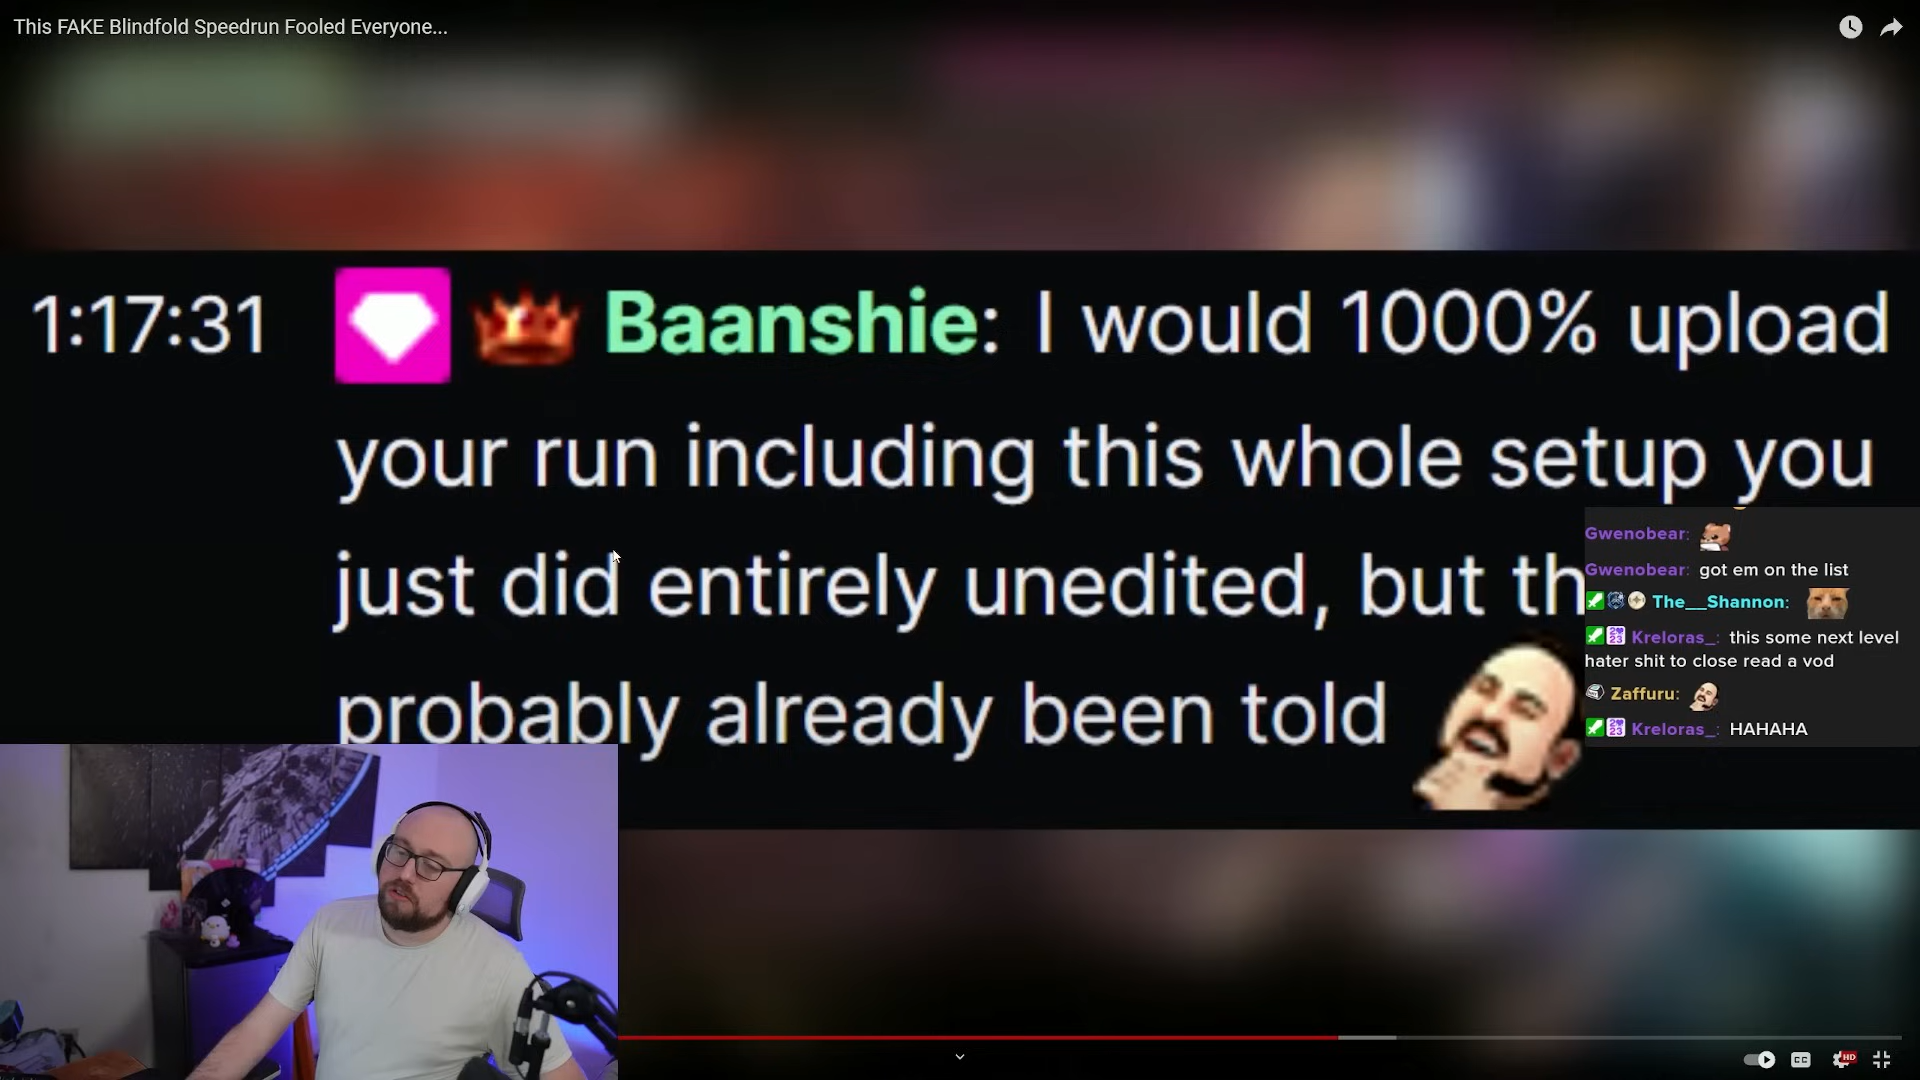 This FAKE Blindfold Speedrun Fooled Everyone...
1:17:31 Baanshie: I would 1000% upload
your run including this whole setup you
just did entirely unedited, but th
probably already been told
Gwenobear:
Gwenobear: got em on the list
The__Shannon:
Kreloras_: this some next level
hater shit to close read a vod
Zaffuru:
Kreloras_: HAHAHA
CC
HD